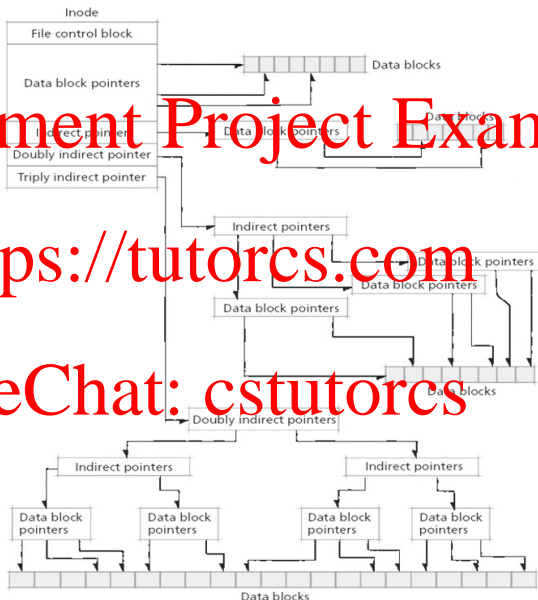 Inode
File control block
Data block pointers
Data blocks
ment Project Exam
Indirect pointer
Data block pointers
Data blocks
Doubly indirect pointer
Triply indirect pointer
Indirect pointers
ps://tutorcs.com
Data block pointers
Data block pointers
Data block pointers
eChat: cstutorcs
Data blocks
Doubly indirect pointers
Indirect pointers
Indirect pointers
Data block
pointers
Data block
pointers
Data block
pointers
Data block
pointers
Data blocks